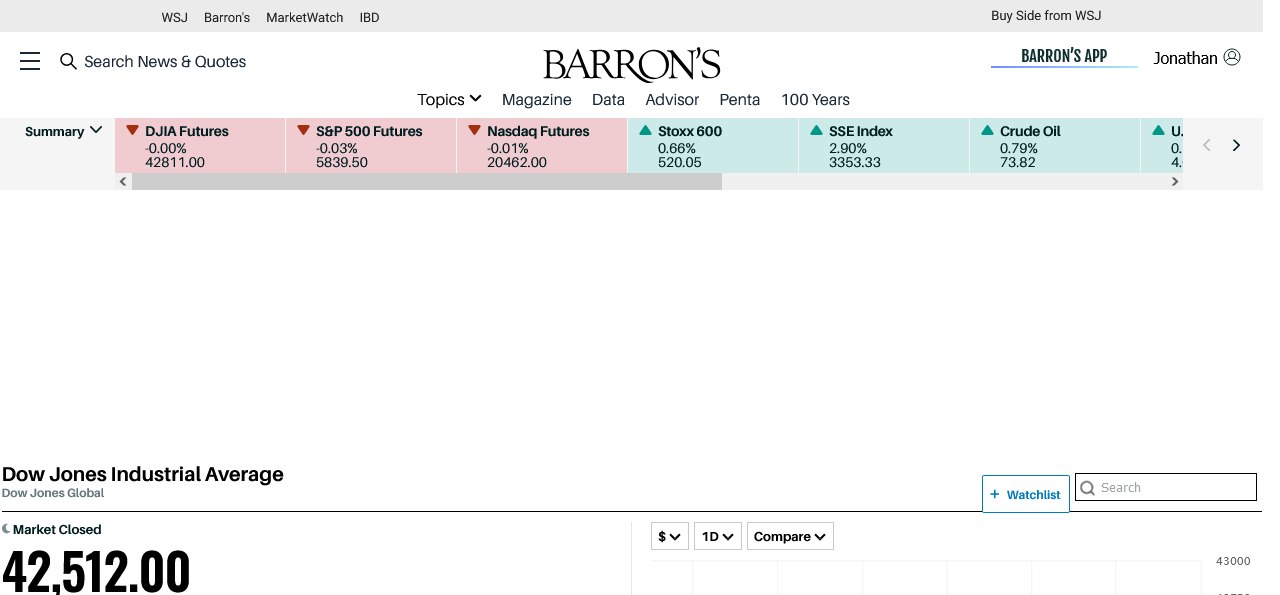 WSJ Barron's MarketWatch IBD Buy Side from WSJ
Search News & Quotes BARRON'S BARRON'S APP Jonathan
Topics Magazine Data Advisor Penta 100 Years
Summary DJIA Futures S&P 500 Futures Nasdaq Futures Stoxx 600 SSE Index Crude Oil U.
-0.00% -0.03% -0.01% 0.66% 2.90% 0.79% 0.
42811.00 5839.50 20462.00 520.05 3353.33 73.82 4.
Dow Jones Industrial Average
Dow Jones Global
+ Watchlist Search
Market Closed
$ 1D Compare
42,512.00
43000